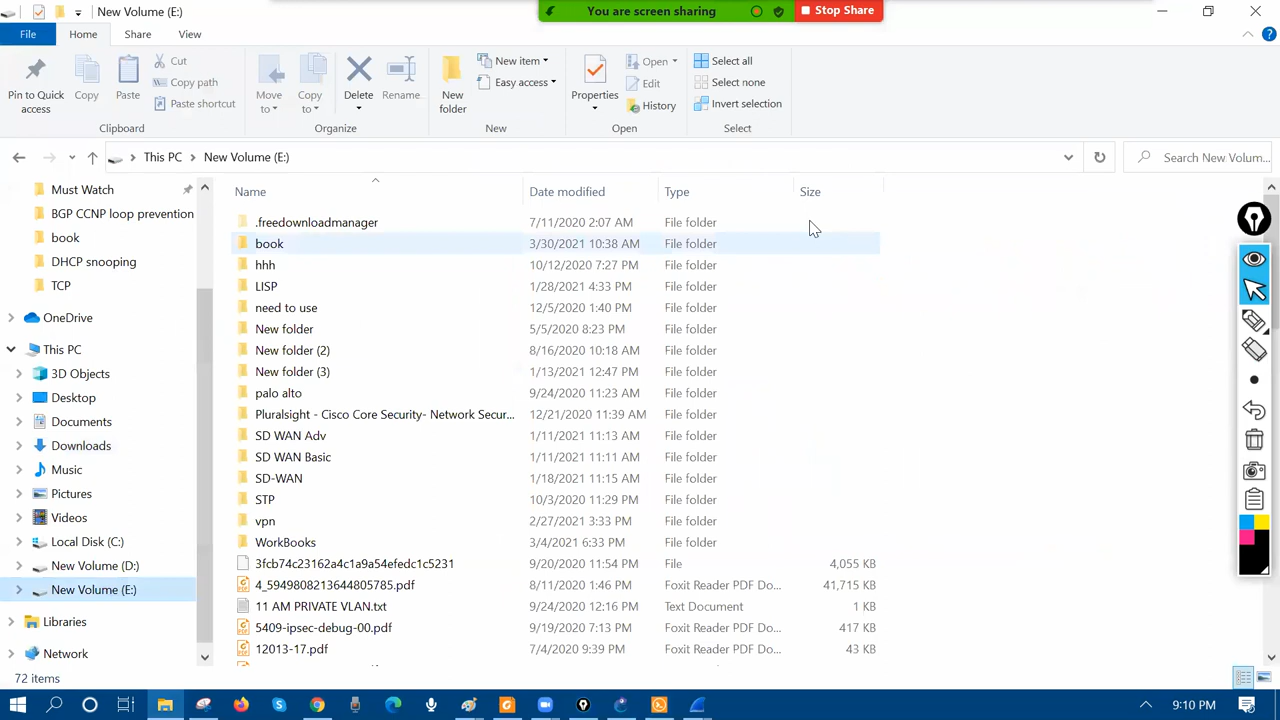 New Volume (E:)
You are screen sharing
Stop Share
File
Home
Share
View
Pin to Quick access
Copy
Paste
Cut
Copy path
Paste shortcut
Clipboard
Move to
Copy to
Delete
Rename
Organize
New folder
New item
Easy access
New
Properties
Open
Edit
History
Open
Select all
Select none
Invert selection
Select
This PC
New Volume (E:)
Search New Volum...
Must Watch
BGP CCNP loop prevention
book
DHCP snooping
TCP
OneDrive
This PC
3D Objects
Desktop
Documents
Downloads
Music
Pictures
Videos
Local Disk (C:)
New Volume (D:)
New Volume (E:)
Libraries
Network
Name Date modified Type Size
.freedownloadmanager 7/11/2020 2:07 AM File folder
book 3/30/2021 10:38 AM File folder
hhh 10/12/2020 7:27 PM File folder
LISP 1/28/2021 4:33 PM File folder
need to use 12/5/2020 1:40 PM File folder
New folder 5/5/2020 8:23 PM File folder
New folder (2) 8/16/2020 10:18 AM File folder
New folder (3) 1/13/2021 12:47 PM File folder
palo alto 9/24/2020 11:23 AM File folder
Pluralsight - Cisco Core Security- Network Secur... 12/21/2020 11:39 AM File folder
SD WAN Adv 1/11/2021 11:13 AM File folder
SD WAN Basic 1/11/2021 11:11 AM File folder
SD-WAN 1/18/2021 11:15 AM File folder
STP 10/3/2020 11:29 PM File folder
vpn 2/27/2021 3:33 PM File folder
WorkBooks 3/4/2021 6:33 PM File folder
3fcb74c23162a4c1a9a54efedc1c5231 9/20/2020 11:54 PM File 4,055 KB
4_5949808213644805785.pdf 8/11/2020 1:46 PM Foxit Reader PDF Do... 41,715 KB
11 AM PRIVATE VLAN.txt 9/24/2020 12:16 PM Text Document 1 KB
5409-ipsec-debug-00.pdf 9/19/2020 7:13 PM Foxit Reader PDF Do... 417 KB
12013-17.pdf 7/4/2020 9:39 PM Foxit Reader PDF Do... 43 KB
72 items
9:10 PM